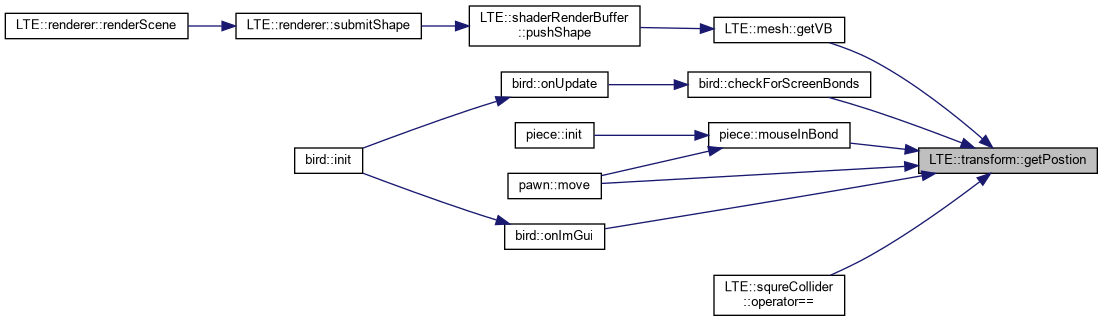 LTE::renderer::renderScene
LTE::renderer::submitShape
LTE::shaderRenderBuffer
::pushShape
LTE::mesh::getVB
bird::onUpdate
bird::checkForScreenBonds
piece::init
piece::mouseInBond
bird::init
LTE::transform::getPostion
pawn::move
bird::onImGui
LTE::squreCollider
::operator==